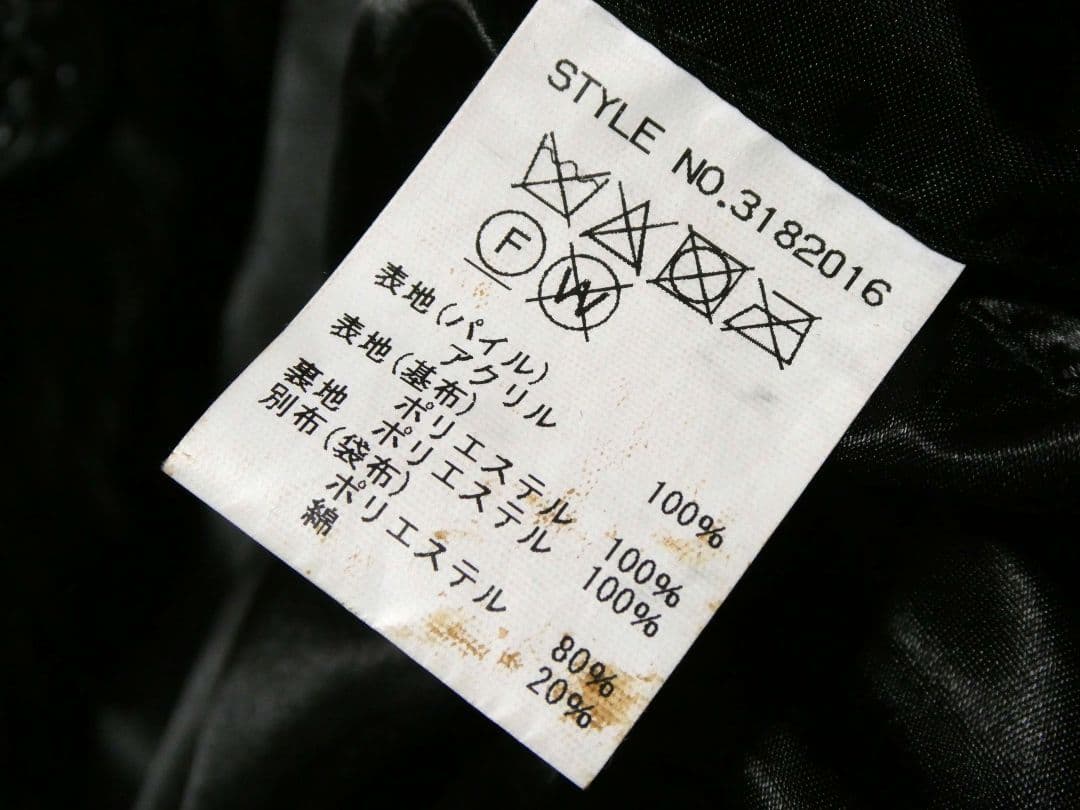 STYLE NO.3182016
F W
表地(パイル)
アクリル 100%
表地(基布)
ポリエステル 100%
裏地 ポリエステル 100%
別布(袋布)
ポリエステル 80%
綿 20%